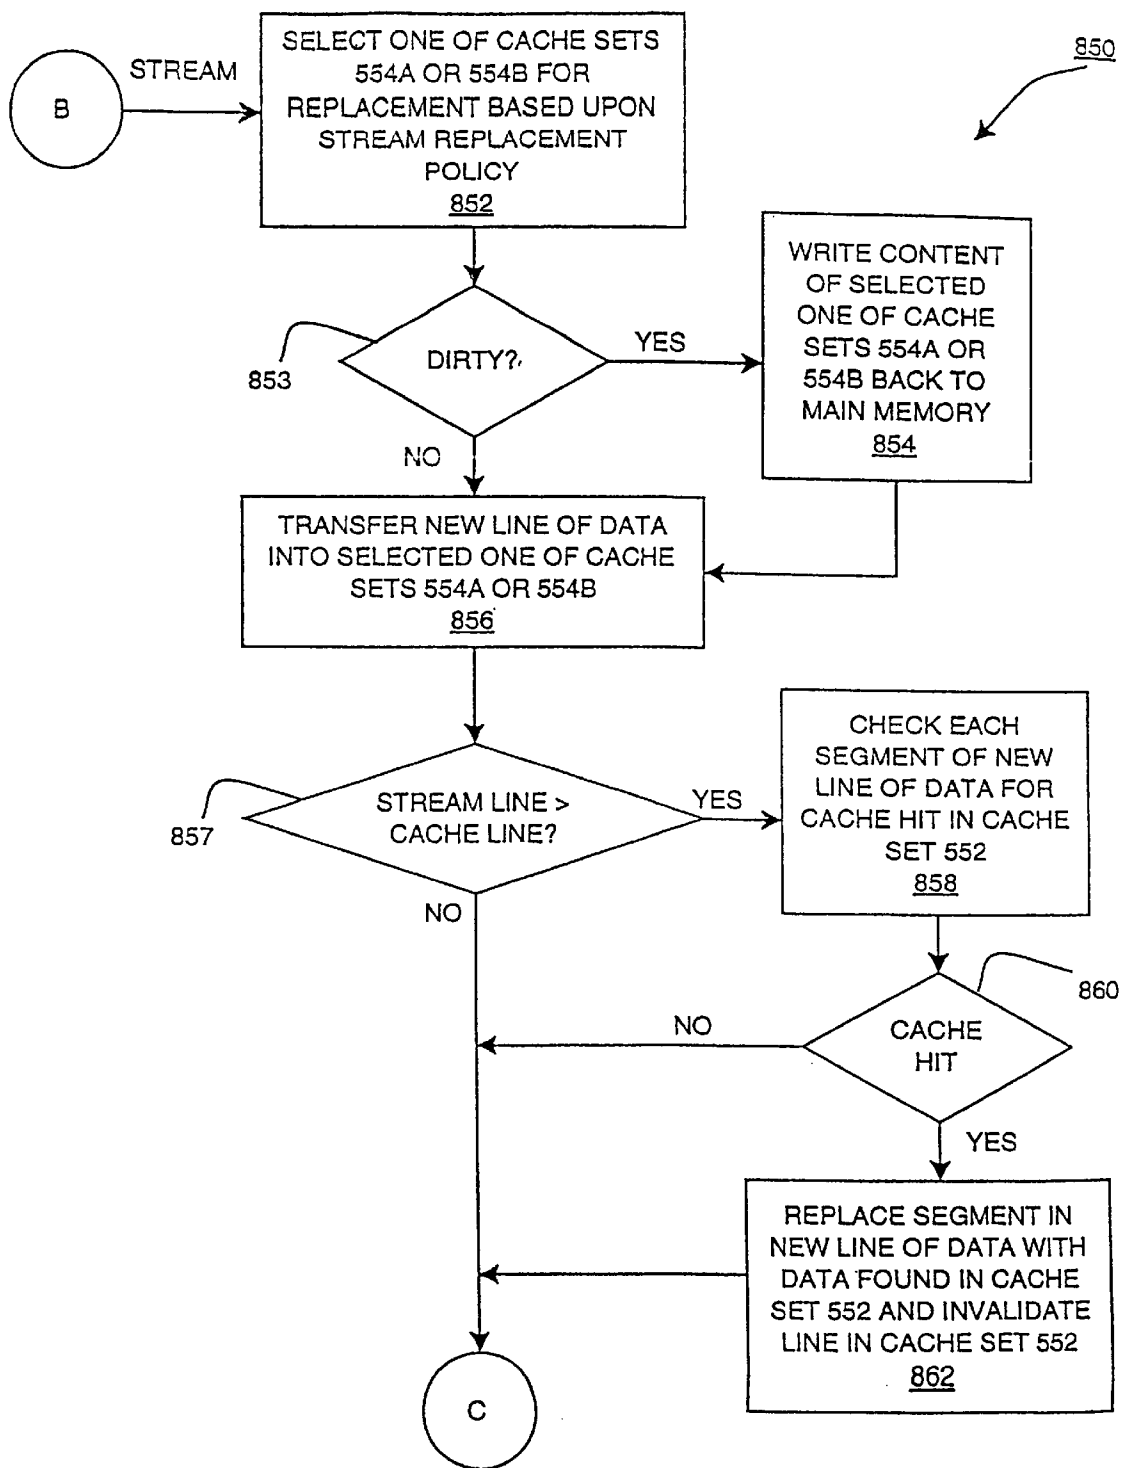 850
B
STREAM
SELECT ONE OF CACHE SETS
554A OR 554B FOR
REPLACEMENT BASED UPON
STREAM REPLACEMENT
POLICY
852
853
DIRTY?
YES
NO
WRITE CONTENT
OF SELECTED
ONE OF CACHE
SETS 554A OR
554B BACK TO
MAIN MEMORY
854
TRANSFER NEW LINE OF DATA
INTO SELECTED ONE OF CACHE
SETS 554A OR 554B
856
857
STREAM LINE >
CACHE LINE?
YES
NO
CHECK EACH
SEGMENT OF NEW
LINE OF DATA FOR
CACHE HIT IN CACHE
SET 552
858
860
CACHE
HIT
NO
YES
REPLACE SEGMENT IN
NEW LINE OF DATA WITH
DATA FOUND IN CACHE
SET 552 AND INVALIDATE
LINE IN CACHE SET 552
862
C